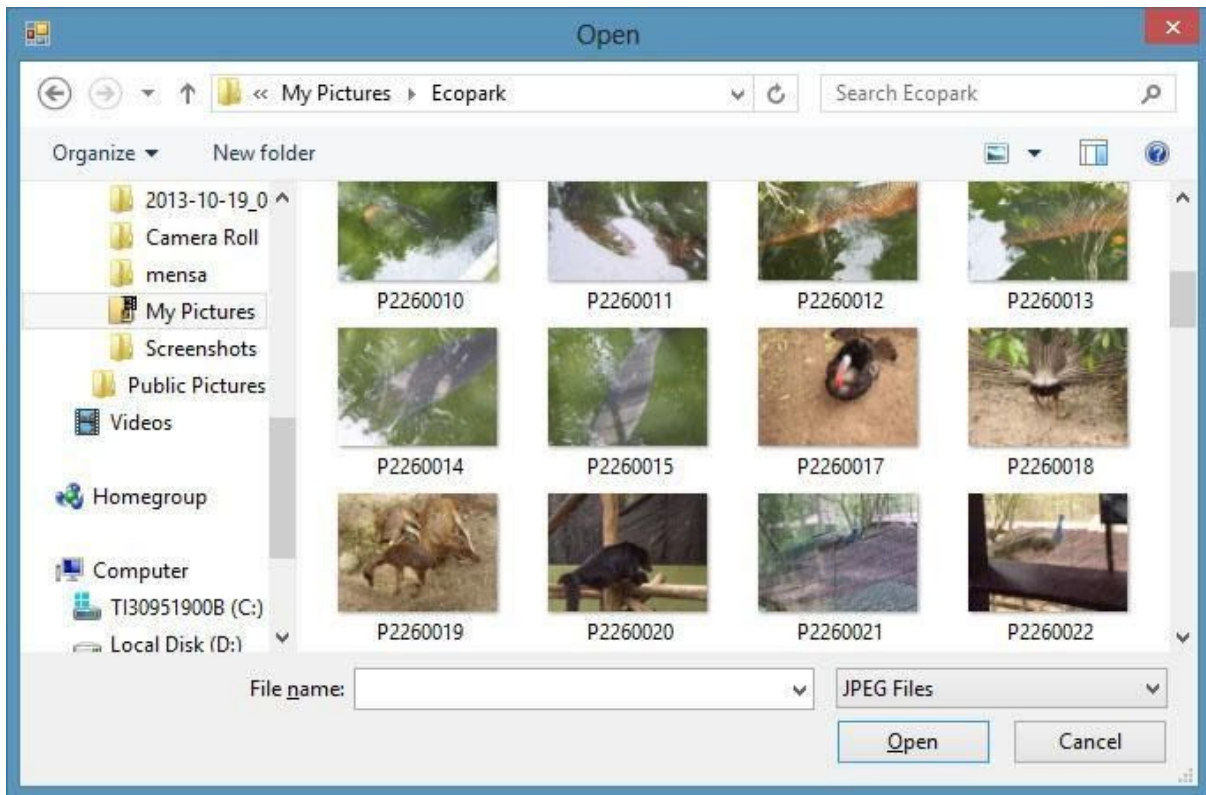 Open
« My Pictures Ecopark
Search Ecopark
Organize
New folder
2013-10-19_0
Camera Roll
mensa
My Pictures
Screenshots
Public Pictures
Videos
Homegroup
Computer
TI30951900B (C:)
Local Disk (D:)
P2260010 P2260011 P2260012 P2260013
P2260014 P2260015 P2260017 P2260018
P2260019 P2260020 P2260021 P2260022
File name:
JPEG Files
Open Cancel